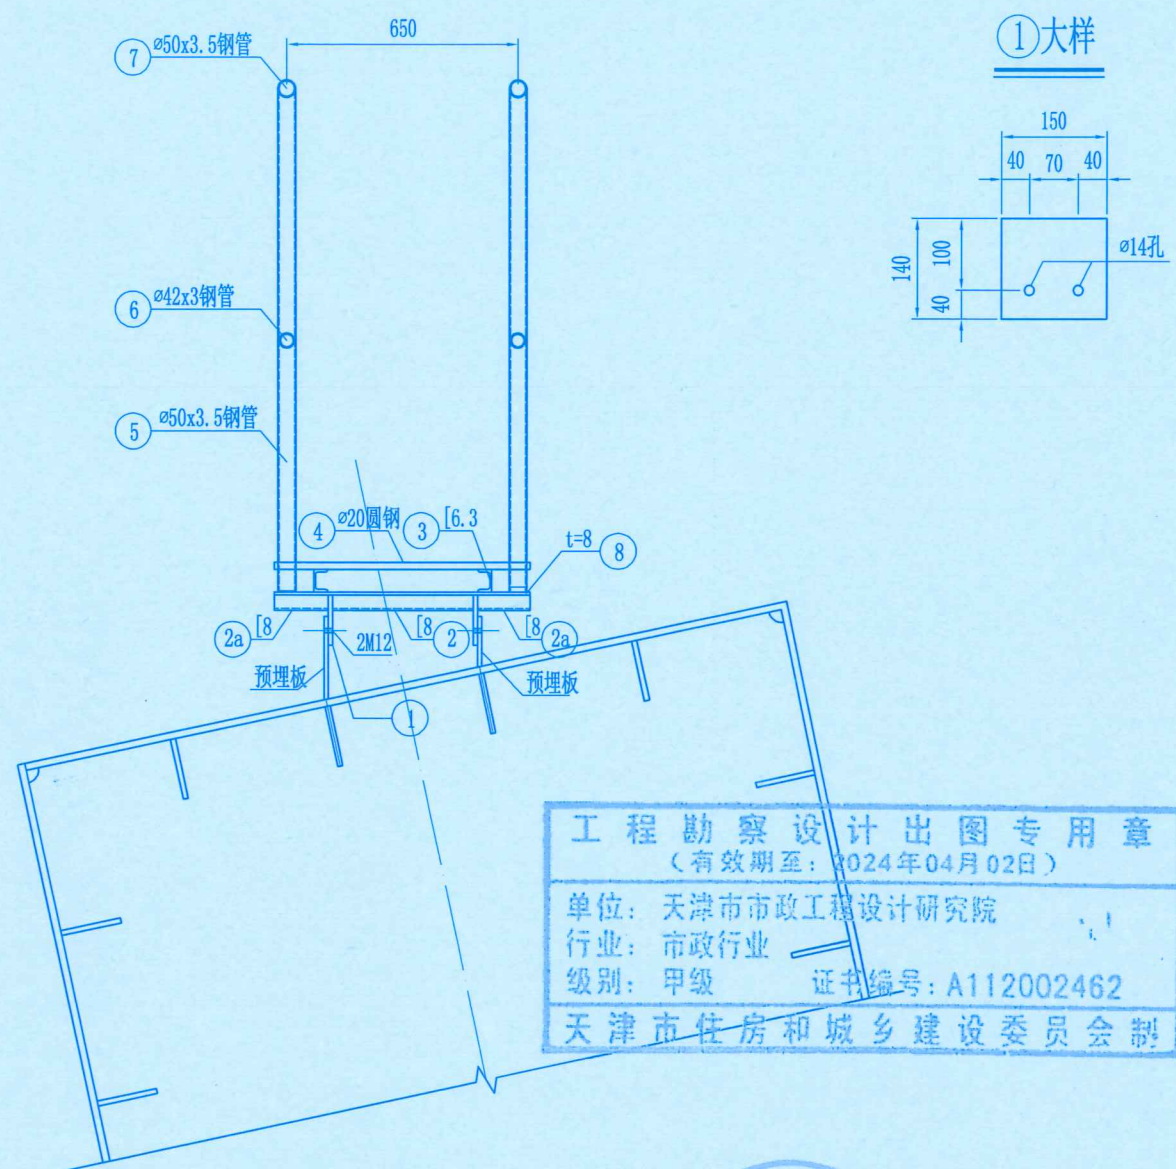 ⑦ ø50x3.5钢管
650
①大样
150
40 70 40
140
100
40
ø14孔
⑥ ø42x3钢管
⑤ ø50x3.5钢管
④ ø20圆钢 ③ [6.3
t=8 ⑧
2a [8
2M12
[8 ②
[8 2a
预埋板
预埋板
①
工程勘察设计出图专用章
(有效期至：2024年04月02日)
单位：天津市市政工程设计研究院
行业：市政行业
级别：甲级 证书编号：A112002462
天津市住房和城乡建设委员会制